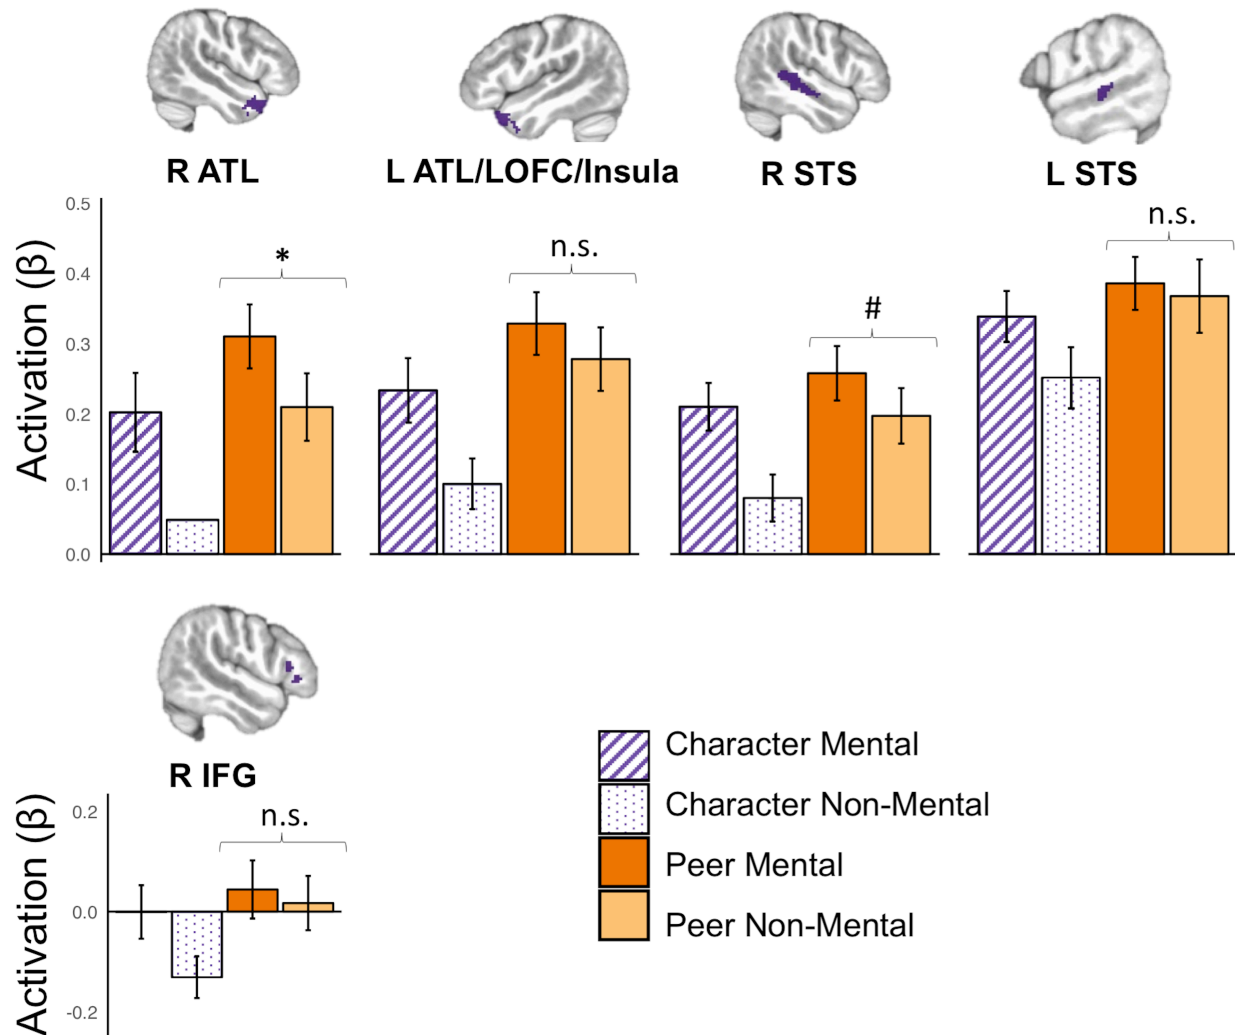 R ATL
L ATL/LOFC/Insula
R STS
L STS
Activation (β)
0.5
0.4
0.3
0.2
0.1
0.0
*
n.s.
#
n.s.
R IFG
Activation (β)
0.2
0.0
-0.2
n.s.
Character Mental
Character Non-Mental
Peer Mental
Peer Non-Mental